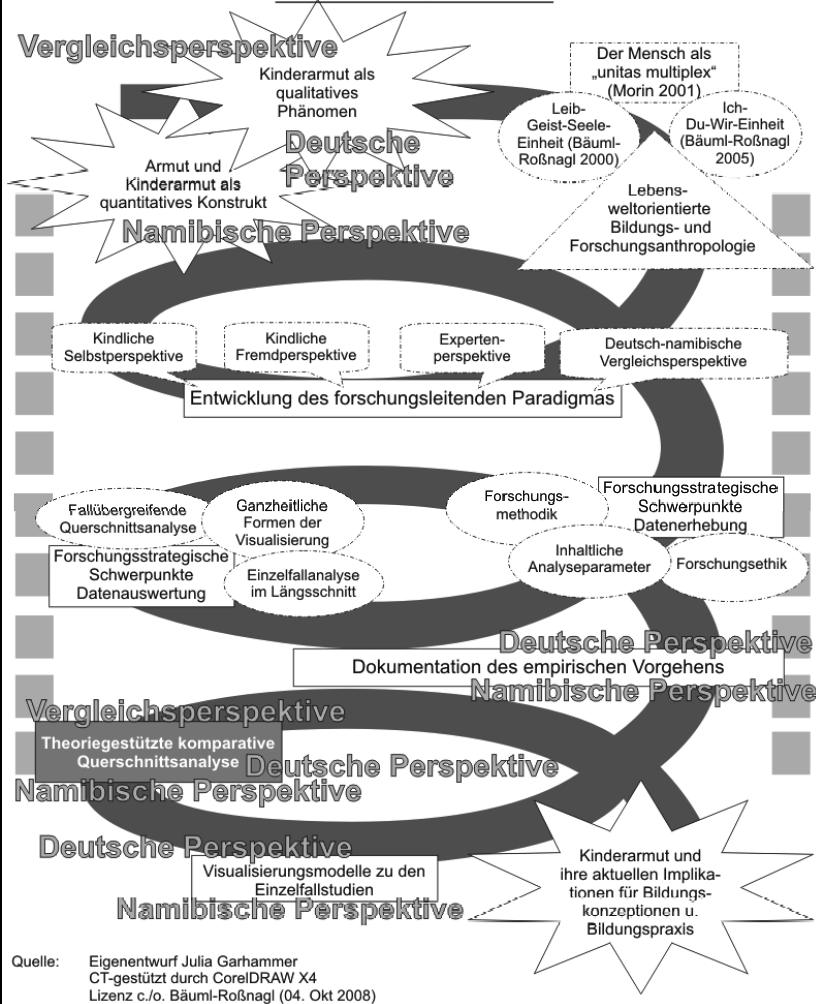 Vergleichsperspektive
Kinderarmut als
qualitatives
Phänomen
Der Mensch als
„unitas multiplex“
(Morin 2001)
Leib-
Geist-Seele-
Einheit (Bäuml-
Roßnagl 2000)
Ich-
Du-Wir-Einheit
(Bäuml-Roßnagl
2005)
Deutsche
Perspektive
Armut und
Kinderarmut als
quantitatives Konstrukt
Lebens-
weltorientierte
Bildungs- und
Forschungsanthropologie
Namibische Perspektive
Kindliche
Selbstperspektive
Kindliche
Fremdperspektive
Experten-
perspektive
Deutsch-namibische
Vergleichsperspektive
Entwicklung des forschungsleitenden Paradigmas
Fallübergreifende
Querschnittsanalyse
Ganzheitliche
Formen der
Visualisierung
Forschungs-
methodik
Forschungsstrategische
Schwerpunkte
Datenerhebung
Forschungsstrategische
Schwerpunkte
Datenauswertung
Einzelfallanalyse
im Längsschnitt
Inhaltliche
Analyseparameter
Forschungsethik
Deutsche Perspektive
Dokumentation des empirischen Vorgehens
Namibische Perspektive
Vergleichsperspektive
Theoriegestützte komparative
Querschnittsanalyse
Deutsche Perspektive
Namibische Perspektive
Deutsche Perspektive
Visualisierungsmodelle zu den
Einzelfallstudien
Namibische Perspektive
Kinderarmut und
ihre aktuellen Implika-
tionen für Bildungs-
konzeptionen u.
Bildungspraxis
Quelle: Eigenentwurf Julia Garhammer
CT-gestützt durch CorelDRAW X4
Lizenz c./o. Bäuml-Roßnagl (04. Okt 2008)